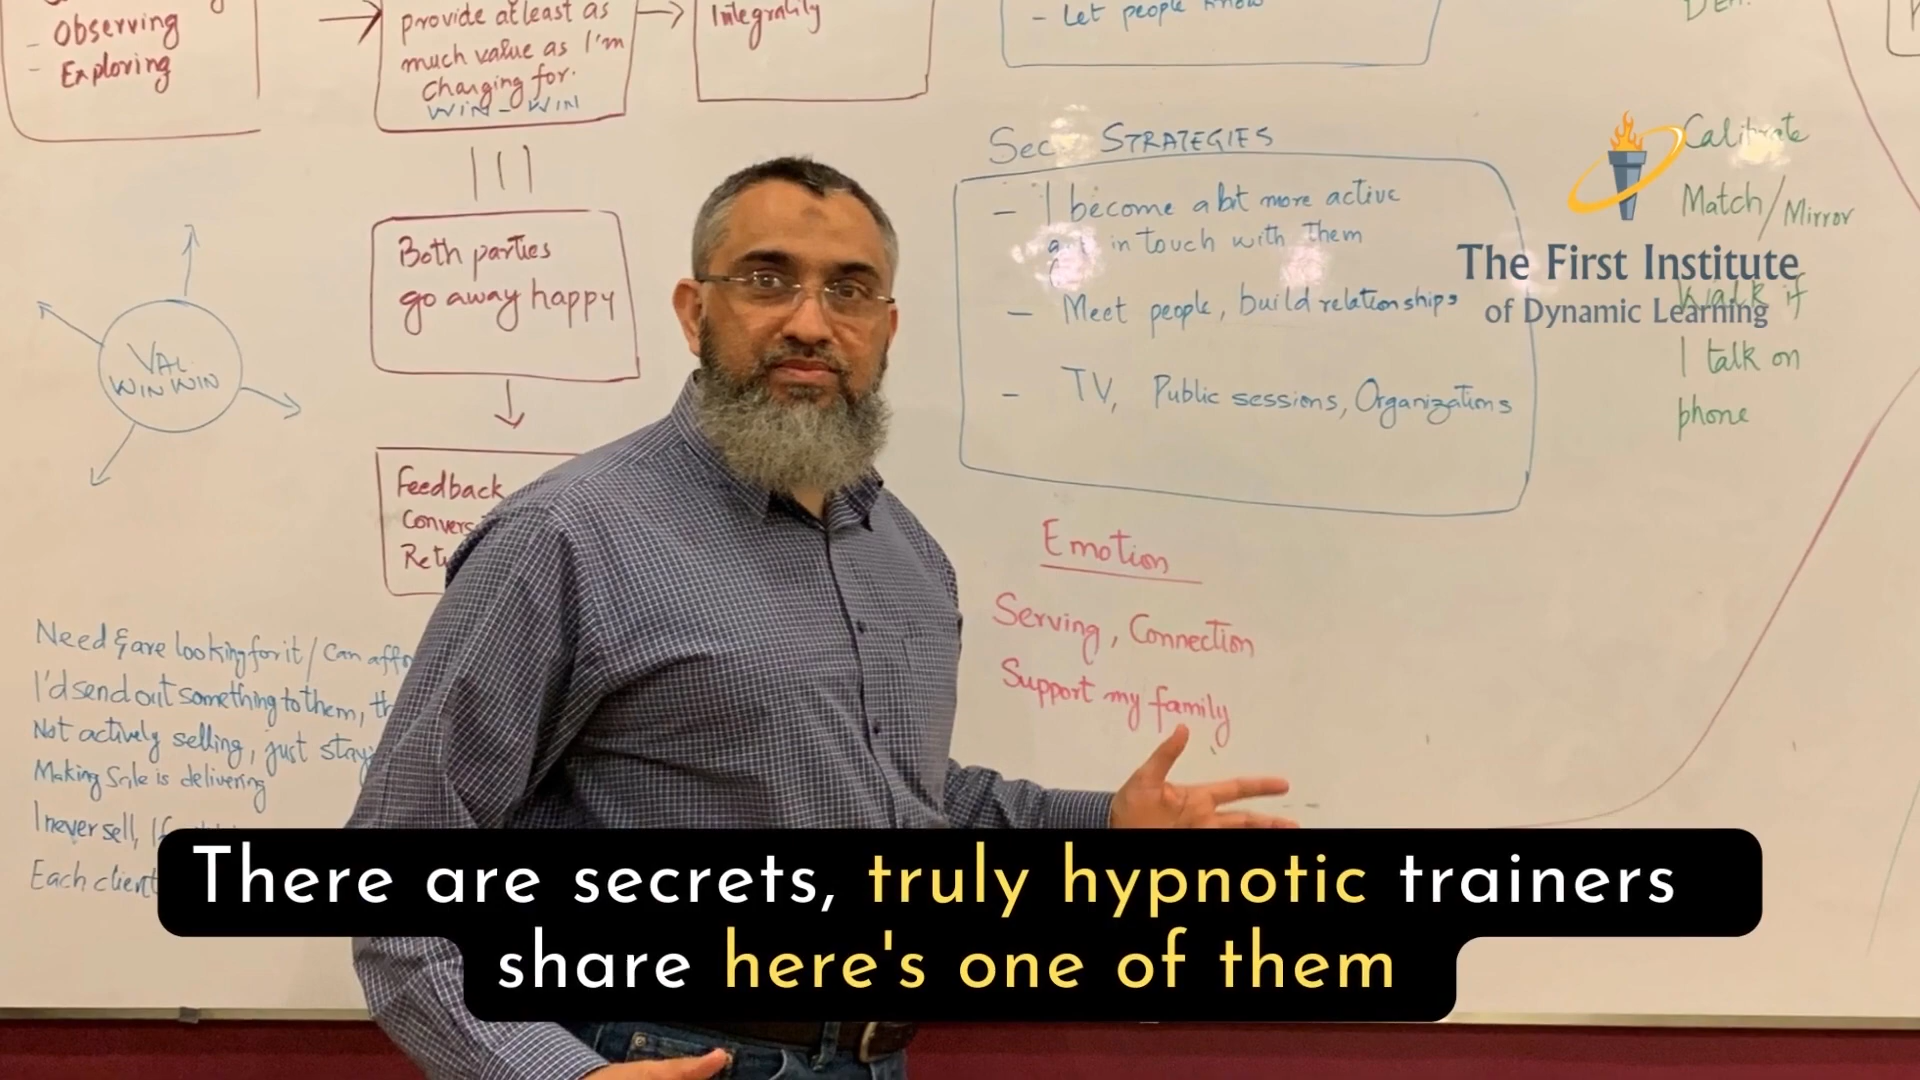 - Observing
- Exploring
provide atleast as
much value as I'm
charging for.
WIN-WIN
Integrality
- Let people know
Both parties
go away happy
VAL
WIN WIN
Feedback
Need & are looking for it / Can
I'd send out something to them,
Not actively selling, just
Making Sale is delivering
I never sell,
Each client
STRATEGIES
- I become a bit more active
in touch with them
- Meet people, build relationships
- TV, Public sessions, Organizations
Emotion
Serving, Connection
Support my family
Calibrate
Match/Mirror
Walk if
I talk on
phone
The First Institute
of Dynamic Learning
There are secrets, truly hypnotic trainers
share here's one of them